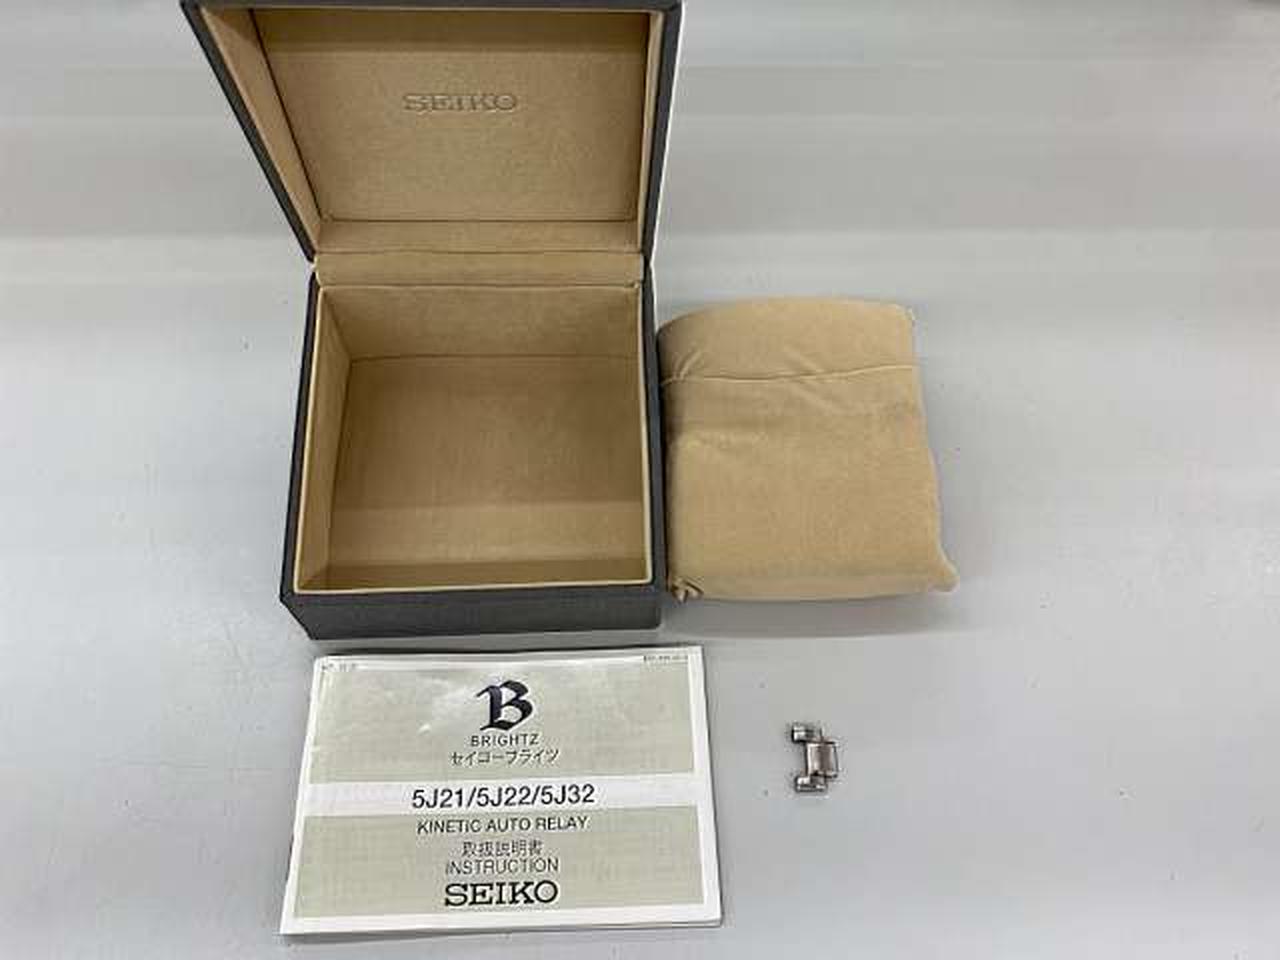 SEIKO
B
BRIGHTZ
セイコーブライツ
5J21/5J22/5J32
KINETIC AUTO RELAY
取扱説明書
INSTRUCTION
SEIKO